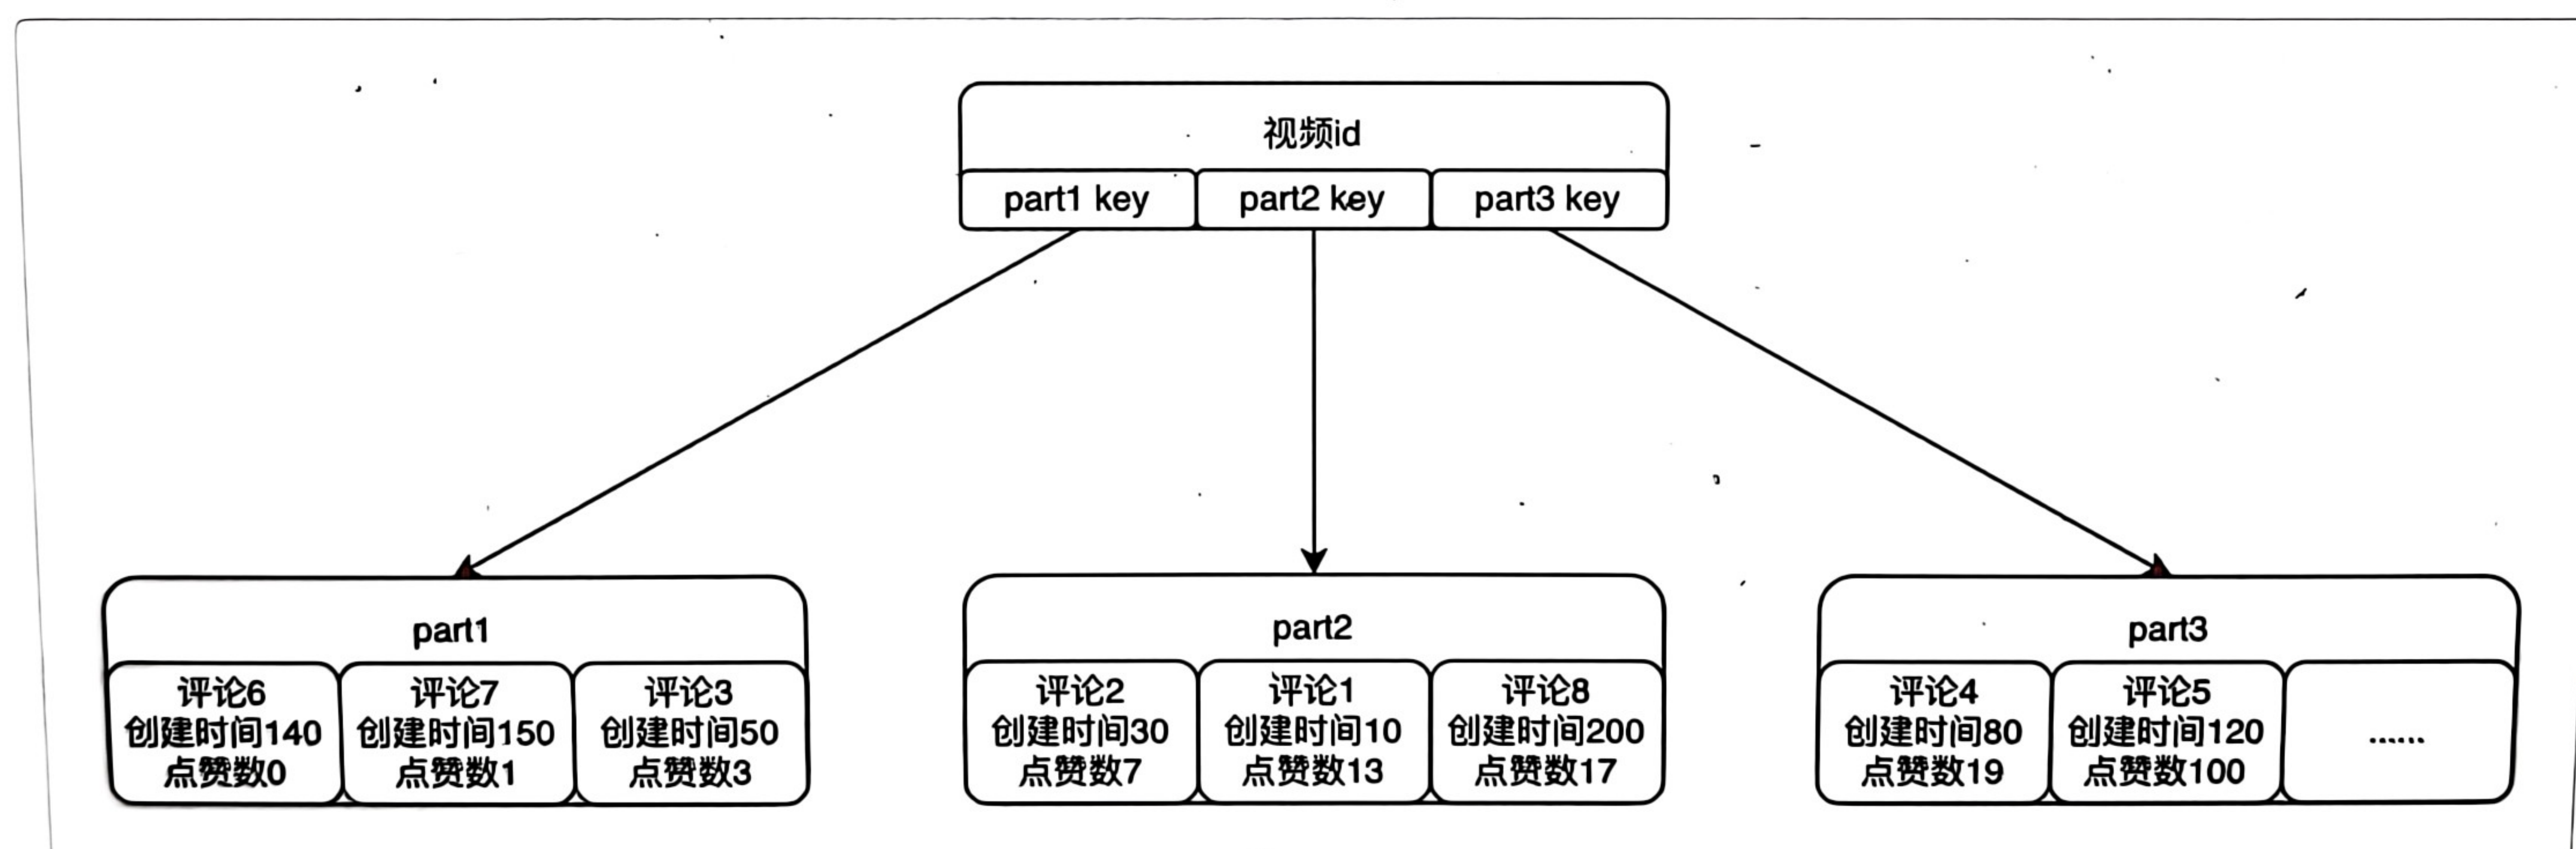 视频id
part1 key
part2 key
part3 key
part1
评论6
创建时间140
点赞数0
评论7
创建时间150
点赞数1
评论3
创建时间50
点赞数3
part2
评论2
创建时间30
点赞数7
评论1
创建时间10
点赞数13
评论8
创建时间200
点赞数17
part3
评论4
创建时间80
点赞数19
评论5
创建时间120
点赞数100
......